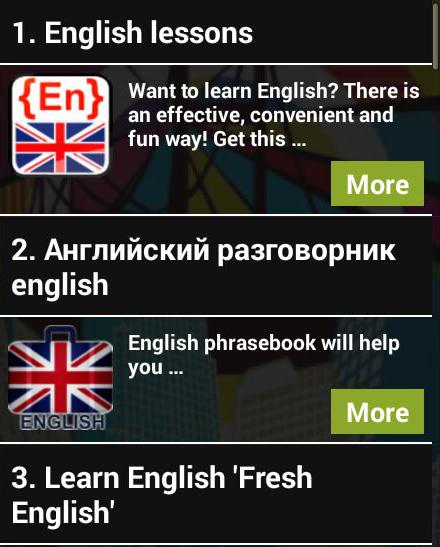 1. English lessons
{En}
Want to learn English? There is
an effective, convenient and
fun way! Get this ...
More
2. Английский разговорник
english
English phrasebook will help
you ...
ENGLISH
More
3. Learn English 'Fresh
English'